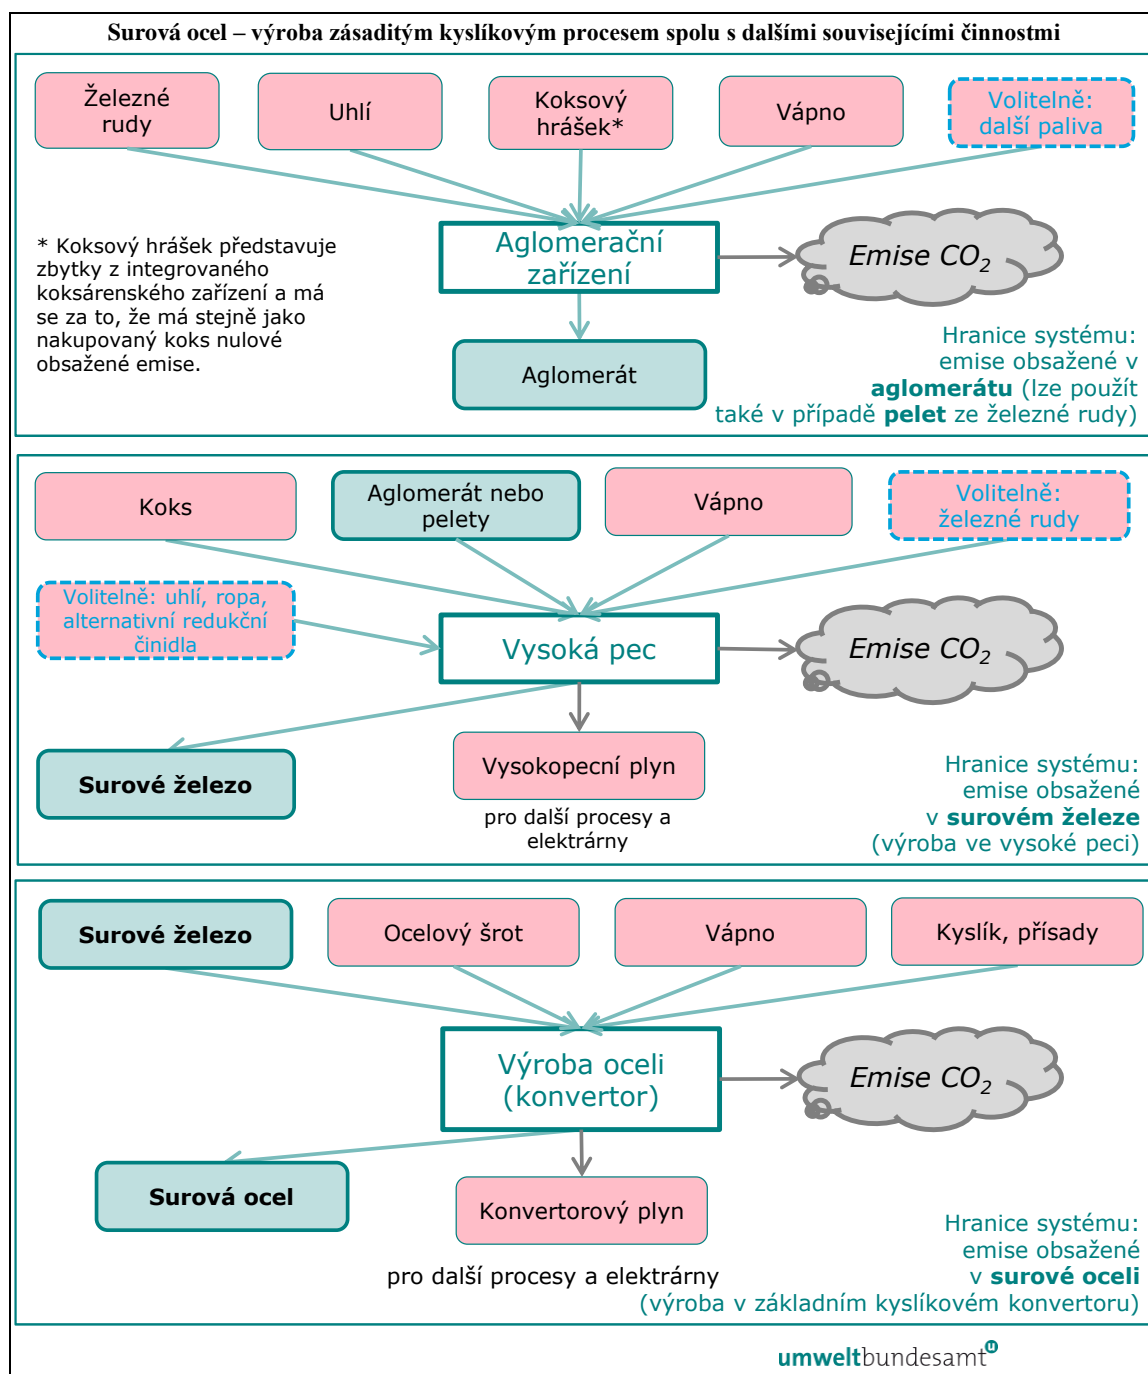 Surová ocel – výroba zásaditým kyslíkovým procesem spolu s dalšími souvisejícími činnostmi
Železné
rudy
Uhlí
Koksový
hrášek*
Vápno
Volitelně:
další paliva
* Koksový hrášek představuje
zbytky z integrovaného
koksárenského zařízení a má
se za to, že má stejně jako
nakupovaný koks nulové
obsažené emise.
Aglomerační
zařízení
Emise CO2
Aglomerát
Hranice systému:
emise obsažené v
aglomerátu (lze použít
také v případě pelet ze železné rudy)
Koks
Aglomerát nebo
pelety
Vápno
Volitelně:
železné rudy
Volitelně: uhlí, ropa,
alternativní redukční
činidla
Vysoká pec
Emise CO2
Surové železo
Vysokopecní plyn
pro další procesy a
elektrárny
Hranice systému:
emise obsažené
v surovém železe
(výroba ve vysoké peci)
Surové železo
Ocelový šrot
Vápno
Kyslík, přísady
Výroba oceli
(konvertor)
Emise CO2
Surová ocel
Konvertorový plyn
pro další procesy a elektrárny
Hranice systému:
emise obsažené
v surové oceli
(výroba v základním kyslíkovém konvertoru)
umweltbundesamt u